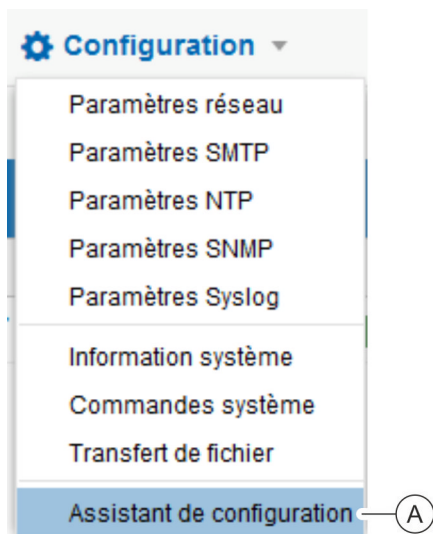 Configuration
Paramètres réseau
Paramètres SMTP
Paramètres NTP
Paramètres SNMP
Paramètres Syslog
Information système
Commandes système
Transfert de fichier
Assistant de configuration A